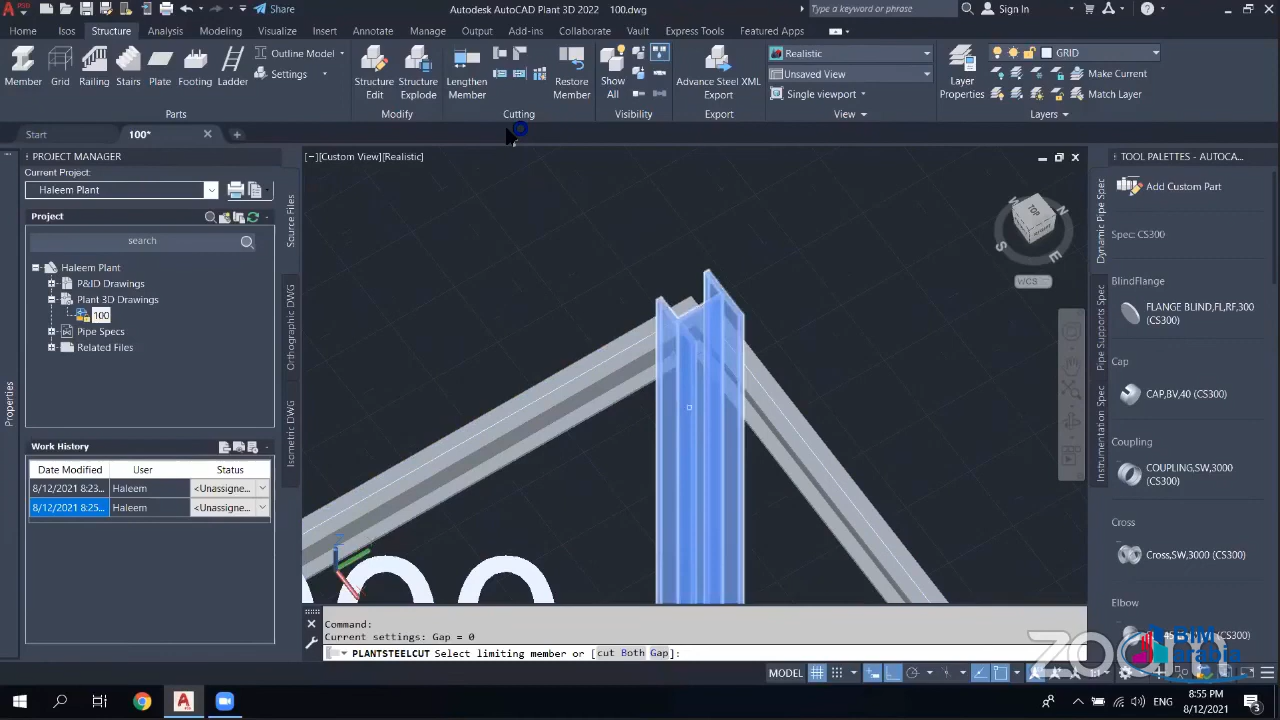 Autodesk AutoCAD Plant 3D 2022 100.dwg
Share
Type a keyword or phrase
Sign In
Home Isos Structure Analysis Modeling Visualize Insert Annotate Manage Output Add-ins Collaborate Vault Express Tools Featured Apps
Member Grid Railing Stairs Plate Footing Ladder
Outline Model
Settings
Structure Edit
Structure Explode
Lengthen Member
Restore Member
Show All
Advance Steel XML Export
Realistic
Unsaved View
Single viewport
Layer Properties
GRID
Make Current
Match Layer
Parts Modify Cutting Visibility Export View Layers
Start 100*
PROJECT MANAGER
Current Project:
Haleem Plant
Project
search
Haleem Plant
P&ID Drawings
Plant 3D Drawings
100
Pipe Specs
Related Files
Source Files
Orthographic DWG
Isometric DWG
Properties
Work History
Date Modified User Status
8/12/2021 8:23... Haleem <Unassigne...
8/12/2021 8:25... Haleem <Unassigne...
[−][Custom View][Realistic]
TOP
N
W
S
E
WCS
Z
Command:
Current settings: Gap = 0
PLANTSTEELCUT Select limiting member or [cut Both Gap]:
TOOL PALETTES - AUTOCA...
Dynamic Pipe Spec
Pipe Supports Spec
Instrumentation Spec
Add Custom Part
Spec: CS300
BlindFlange
FLANGE BLIND,FL,RF,300
(CS300)
Cap
CAP,BV,40 (CS300)
Coupling
COUPLING,SW,3000
(CS300)
Cross
Cross,SW,3000 (CS300)
Elbow
(CS300)
zoom
BIM
arabia
MODEL
ENG
8:55 PM
8/12/2021